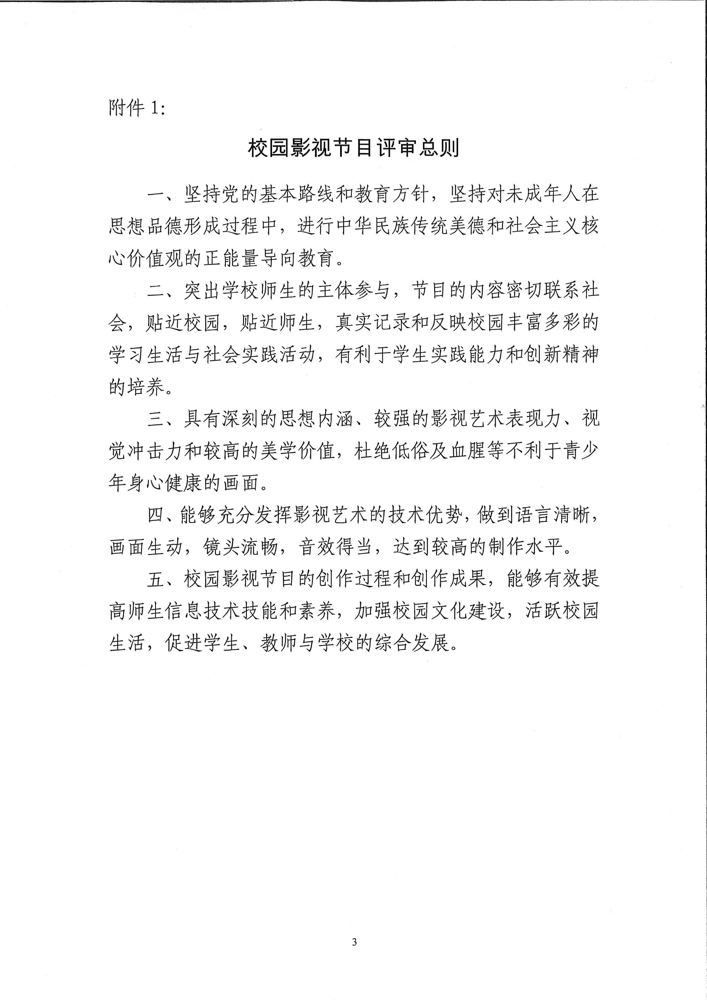 附件 1：
校园影视节目评审总则
一、坚持党的基本路线和教育方针，坚持对未成年人在
思想品德形成过程中，进行中华民族传统美德和社会主义核
心价值观的正能量导向教育。
二、突出学校师生的主体参与，节目的内容密切联系社
会，贴近校园，贴近师生，真实记录和反映校园丰富多彩的
学习生活与社会实践活动，有利于学生实践能力和创新精神
的培养。
三、具有深刻的思想内涵、较强的影视艺术表现力、视
觉冲击力和较高的美学价值，杜绝低俗及血腥等不利于青少
年身心健康的画面。
四、能够充分发挥影视艺术的技术优势，做到语言清晰，
画面生动，镜头流畅，音效得当，达到较高的制作水平。
五、校园影视节目的创作过程和创作成果，能够有效提
高师生信息技术技能和素养，加强校园文化建设，活跃校园
生活，促进学生、教师与学校的综合发展。
3